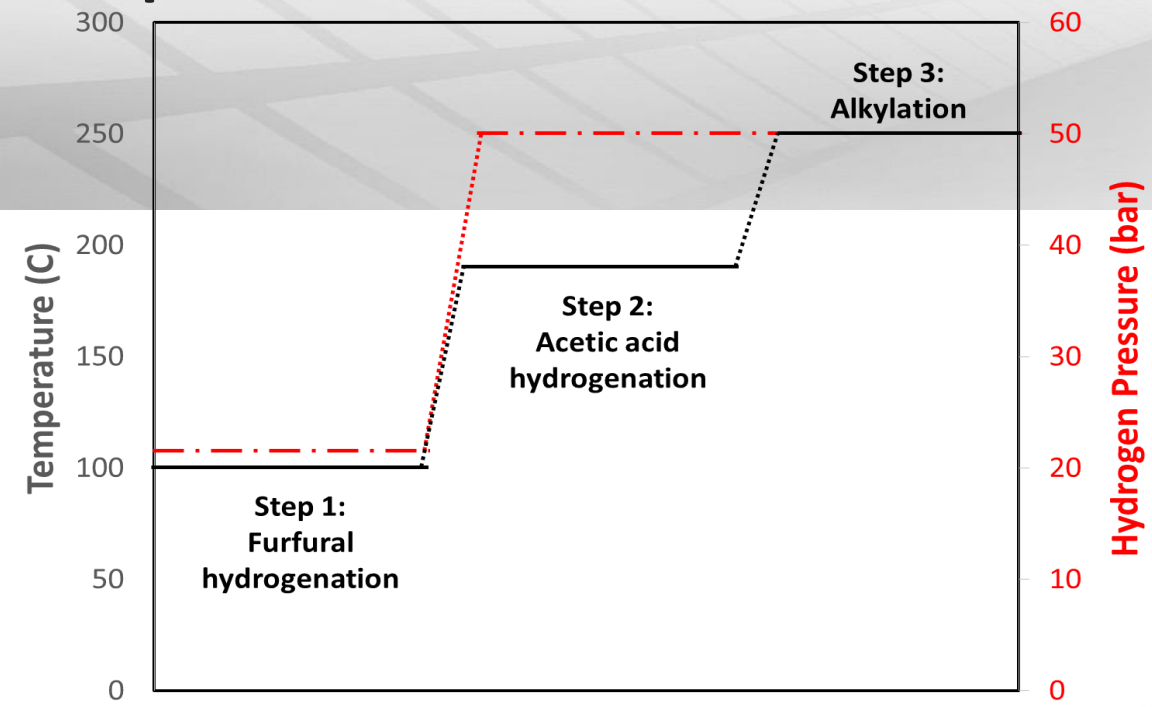 300
250
200
150
100
50
0
Temperature (C)
Step 1:
Furfural
hydrogenation
Step 2:
Acetic acid
hydrogenation
Step 3:
Alkylation
60
50
40
30
20
10
0
Hydrogen Pressure (bar)